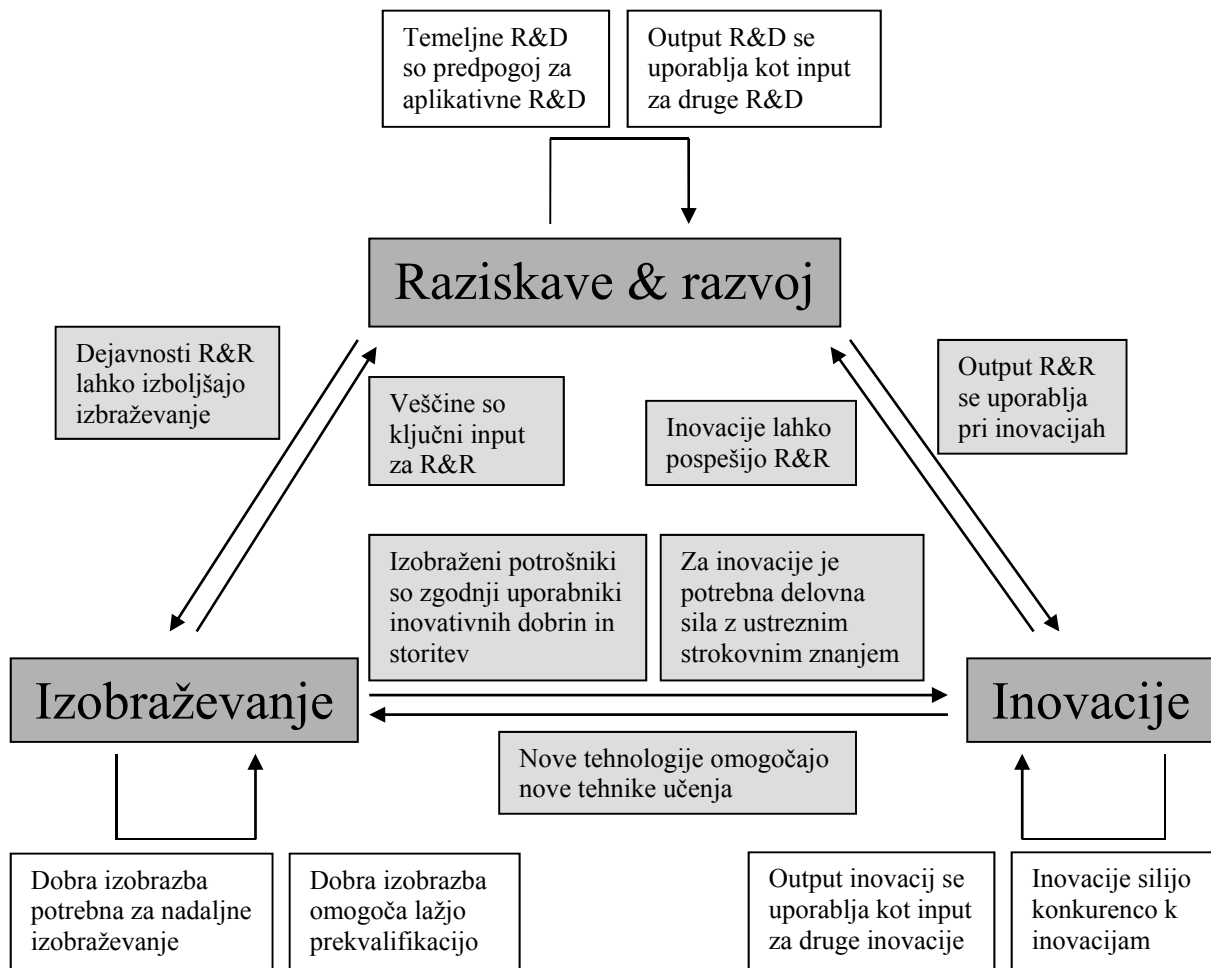 Temeljne R&D
so predpogoj za
aplikativne R&D
Output R&D se
uporablja kot input
za druge R&D
Raziskave & razvoj
Dejavnosti R&R
lahko izboljšajo
izbraževanje
Veščine so
ključni input
za R&R
Inovacije lahko
pospešijo R&R
Output R&R
se uporablja
pri inovacijah
Izobraženi potrošniki
so zgodnji uporabniki
inovativnih dobrin in
storitev
Za inovacije je
potrebna delovna
sila z ustreznim
strokovnim znanjem
Izobraževanje
Inovacije
Nove tehnologije omogočajo
nove tehnike učenja
Dobra izobrazba
potrebna za nadaljne
izobraževanje
Dobra izobrazba
omogoča lažjo
prekvalifikacijo
Output inovacij se
uporablja kot input
za druge inovacije
Inovacije silijo
konkurenco k
inovacijam